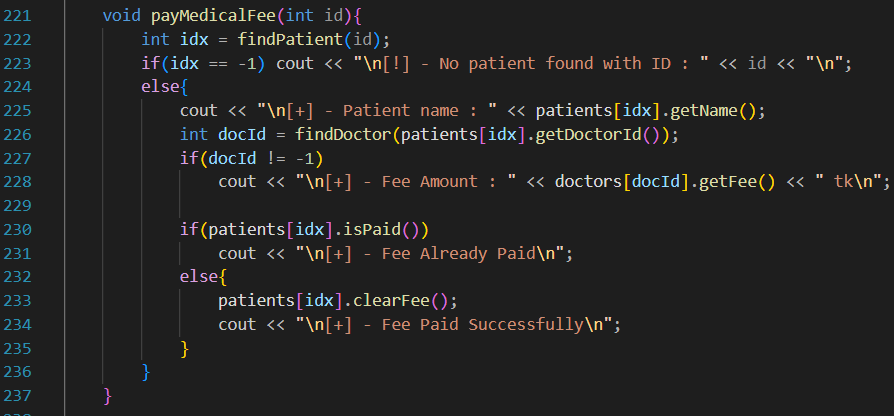 221 void payMedicalFee(int id){
222 int idx = findPatient(id);
223 if(idx == -1) cout << "\n[!] - No patient found with ID : " << id << "\n";
224 else{
225 cout << "\n[+] - Patient name : " << patients[idx].getName();
226 int docId = findDoctor(patients[idx].getDoctorId());
227 if(docId != -1)
228 cout << "\n[+] - Fee Amount : " << doctors[docId].getFee() << " tk\n";
229
230 if(patients[idx].isPaid())
231 cout << "\n[+] - Fee Already Paid\n";
232 else{
233 patients[idx].clearFee();
234 cout << "\n[+] - Fee Paid Successfully\n";
235 }
236 }
237 }